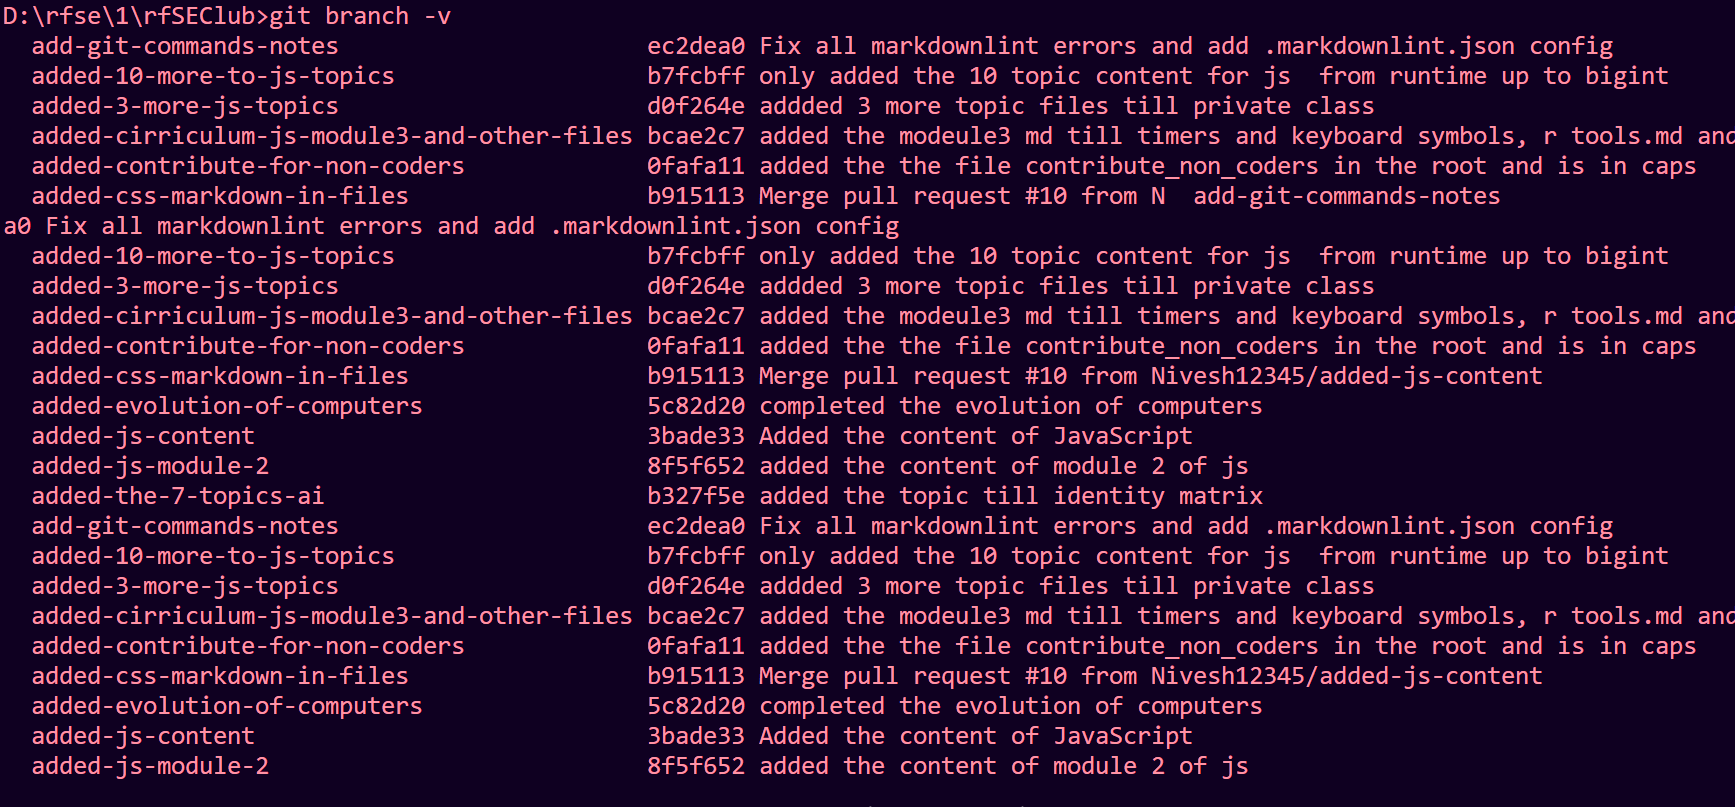 D:\rfse\1\rfSEClub>git branch -v
  add-git-commands-notes                      ec2dea0 Fix all markdownlint errors and add .markdownlint.json config
  added-10-more-to-js-topics                  b7fcbff only added the 10 topic content for js  from runtime up to bigint
  added-3-more-js-topics                      d0f264e addded 3 more topic files till private class
  added-cirriculum-js-module3-and-other-files bcae2c7 added the modeule3 md till timers and keyboard symbols, r tools.md and
  added-contribute-for-non-coders             0fafa11 added the the file contribute_non_coders in the root and is in caps
  added-css-markdown-in-files                 b915113 Merge pull request #10 from N  add-git-commands-notes
a0 Fix all markdownlint errors and add .markdownlint.json config
  added-10-more-to-js-topics                  b7fcbff only added the 10 topic content for js  from runtime up to bigint
  added-3-more-js-topics                      d0f264e addded 3 more topic files till private class
  added-cirriculum-js-module3-and-other-files bcae2c7 added the modeule3 md till timers and keyboard symbols, r tools.md and
  added-contribute-for-non-coders             0fafa11 added the the file contribute_non_coders in the root and is in caps
  added-css-markdown-in-files                 b915113 Merge pull request #10 from Nivesh12345/added-js-content
  added-evolution-of-computers                5c82d20 completed the evolution of computers
  added-js-content                            3bade33 Added the content of JavaScript
  added-js-module-2                           8f5f652 added the content of module 2 of js
  added-the-7-topics-ai                       b327f5e added the topic till identity matrix
  add-git-commands-notes                      ec2dea0 Fix all markdownlint errors and add .markdownlint.json config
  added-10-more-to-js-topics                  b7fcbff only added the 10 topic content for js  from runtime up to bigint
  added-3-more-js-topics                      d0f264e addded 3 more topic files till private class
  added-cirriculum-js-module3-and-other-files bcae2c7 added the modeule3 md till timers and keyboard symbols, r tools.md and
  added-contribute-for-non-coders             0fafa11 added the the file contribute_non_coders in the root and is in caps
  added-css-markdown-in-files                 b915113 Merge pull request #10 from Nivesh12345/added-js-content
  added-evolution-of-computers                5c82d20 completed the evolution of computers
  added-js-content                            3bade33 Added the content of JavaScript
  added-js-module-2                           8f5f652 added the content of module 2 of js